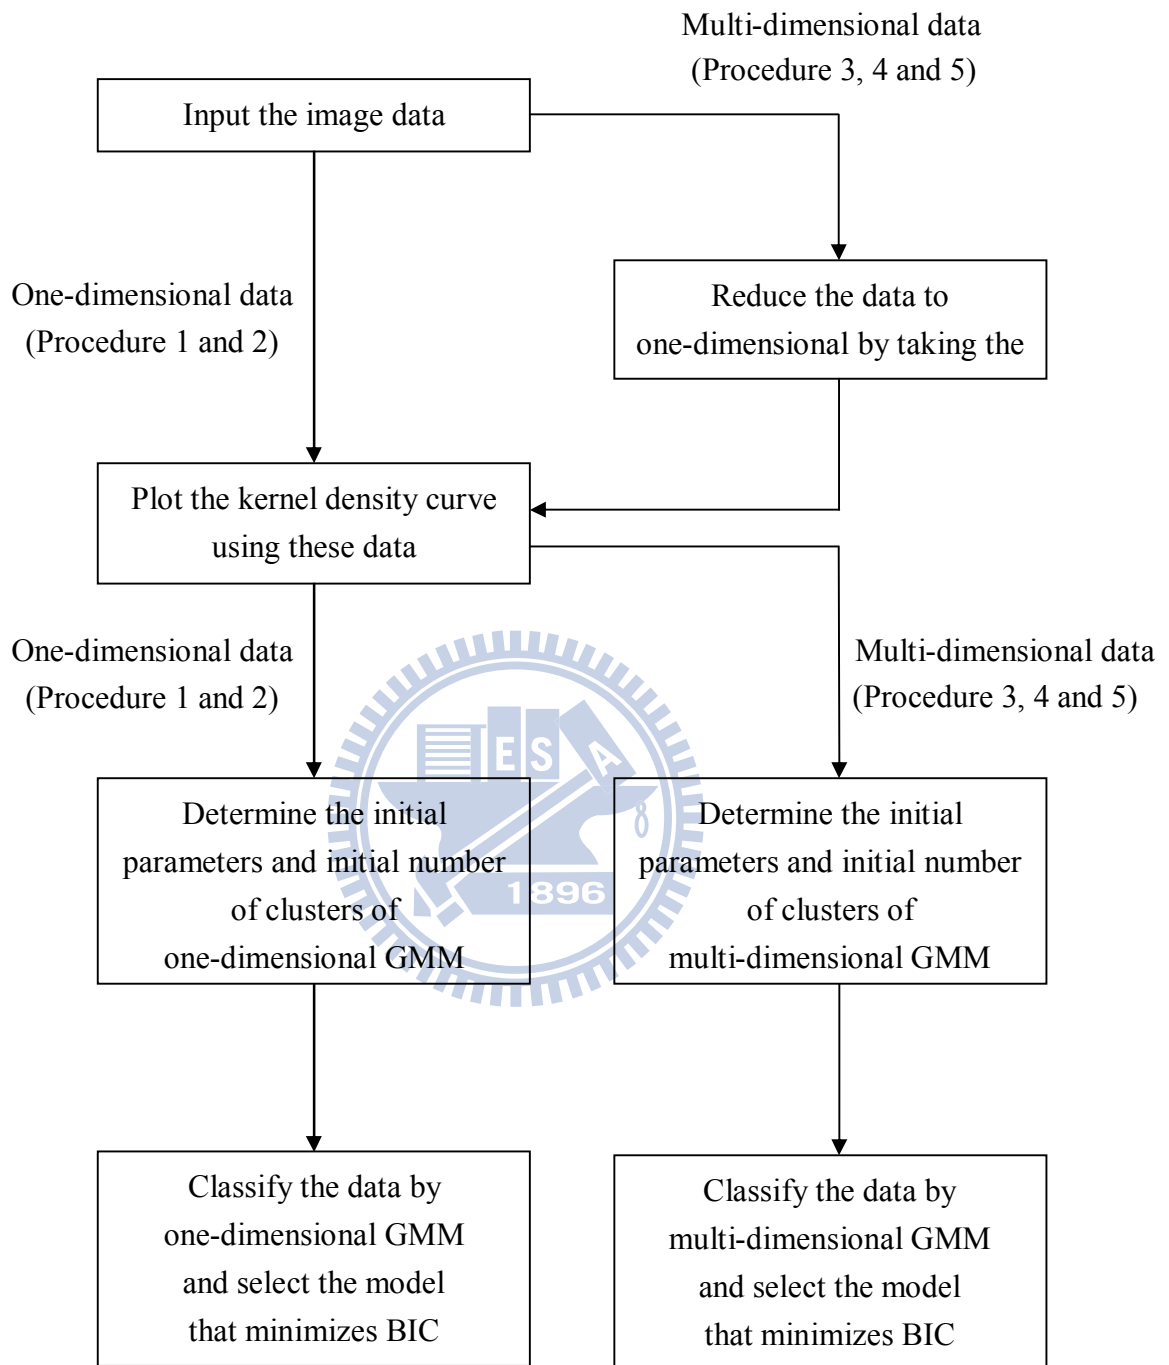 Multi-dimensional data
(Procedure 3, 4 and 5)
Input the image data
One-dimensional data
(Procedure 1 and 2)
Reduce the data to
one-dimensional by taking the
Plot the kernel density curve
using these data
One-dimensional data
(Procedure 1 and 2)
Multi-dimensional data
(Procedure 3, 4 and 5)
E S A
Determine the initial
parameters and initial number
of clusters of
one-dimensional GMM
Determine the initial
parameters and initial number
of clusters of
multi-dimensional GMM
1896
Classify the data by
one-dimensional GMM
and select the model
that minimizes BIC
Classify the data by
multi-dimensional GMM
and select the model
that minimizes BIC